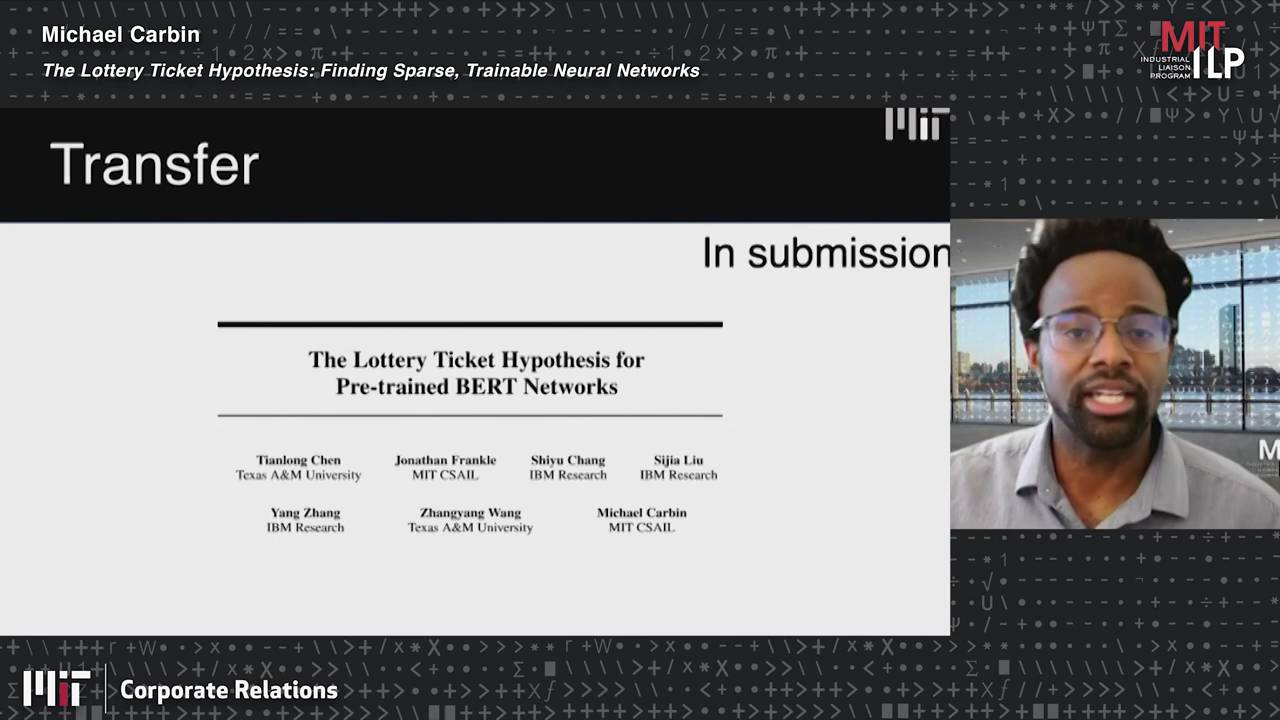 Michael Carbin
The Lottery Ticket Hypothesis: Finding Sparse, Trainable Neural Networks
MIT
INDUSTRIAL
LIAISON
PROGRAM
ILP
MIT
Transfer
In submission
The Lottery Ticket Hypothesis for
Pre-trained BERT Networks
Tianlong Chen Jonathan Frankle Shiyu Chang Sijia Liu
Texas A&M University MIT CSAIL IBM Research IBM Research
Yang Zhang Zhangyang Wang Michael Carbin
IBM Research Texas A&M University MIT CSAIL
M
MIT Corporate Relations